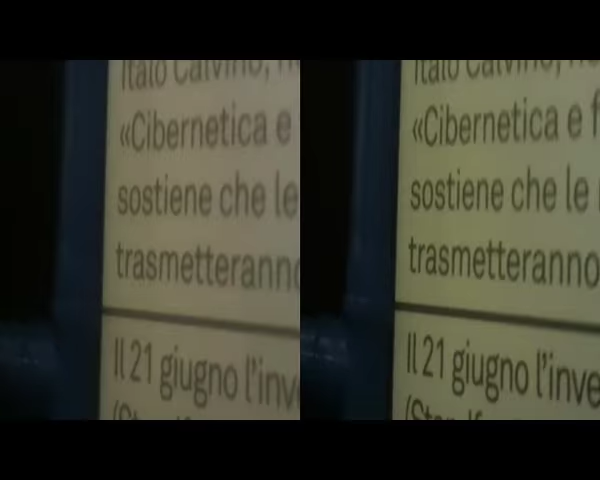 Italo Calvino,
«Cibernetica e
sostiene che le
trasmetteranno
Il 21 giugno l'inve
Italo Calvino,
«Cibernetica e f
sostiene che le
trasmetteranno
Il 21 giugno l'inve